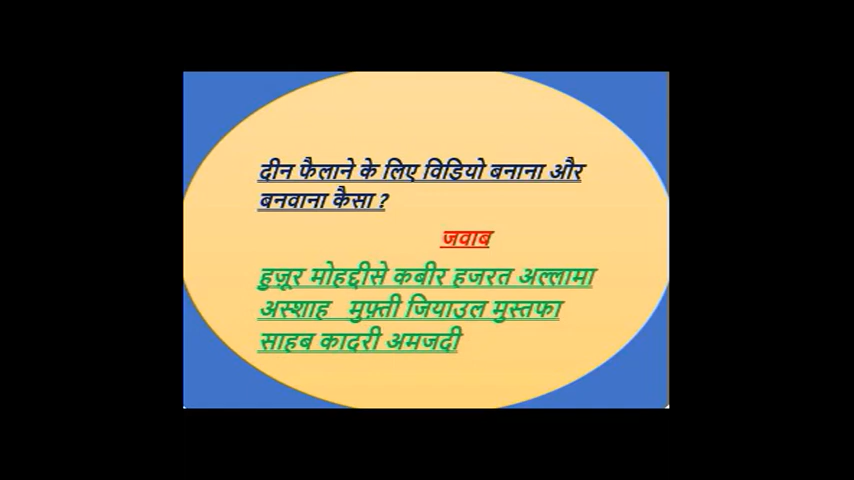 दीन फैलाने के लिए विडियो बनाना और
बनवाना कैसा ?
जवाब
हुज़ूर मोहद्दीसे कबीर हजरत अल्लामा
अस्शाह मुफ़्ती जियाउल मुस्तफा
साहब कादरी अमजदी